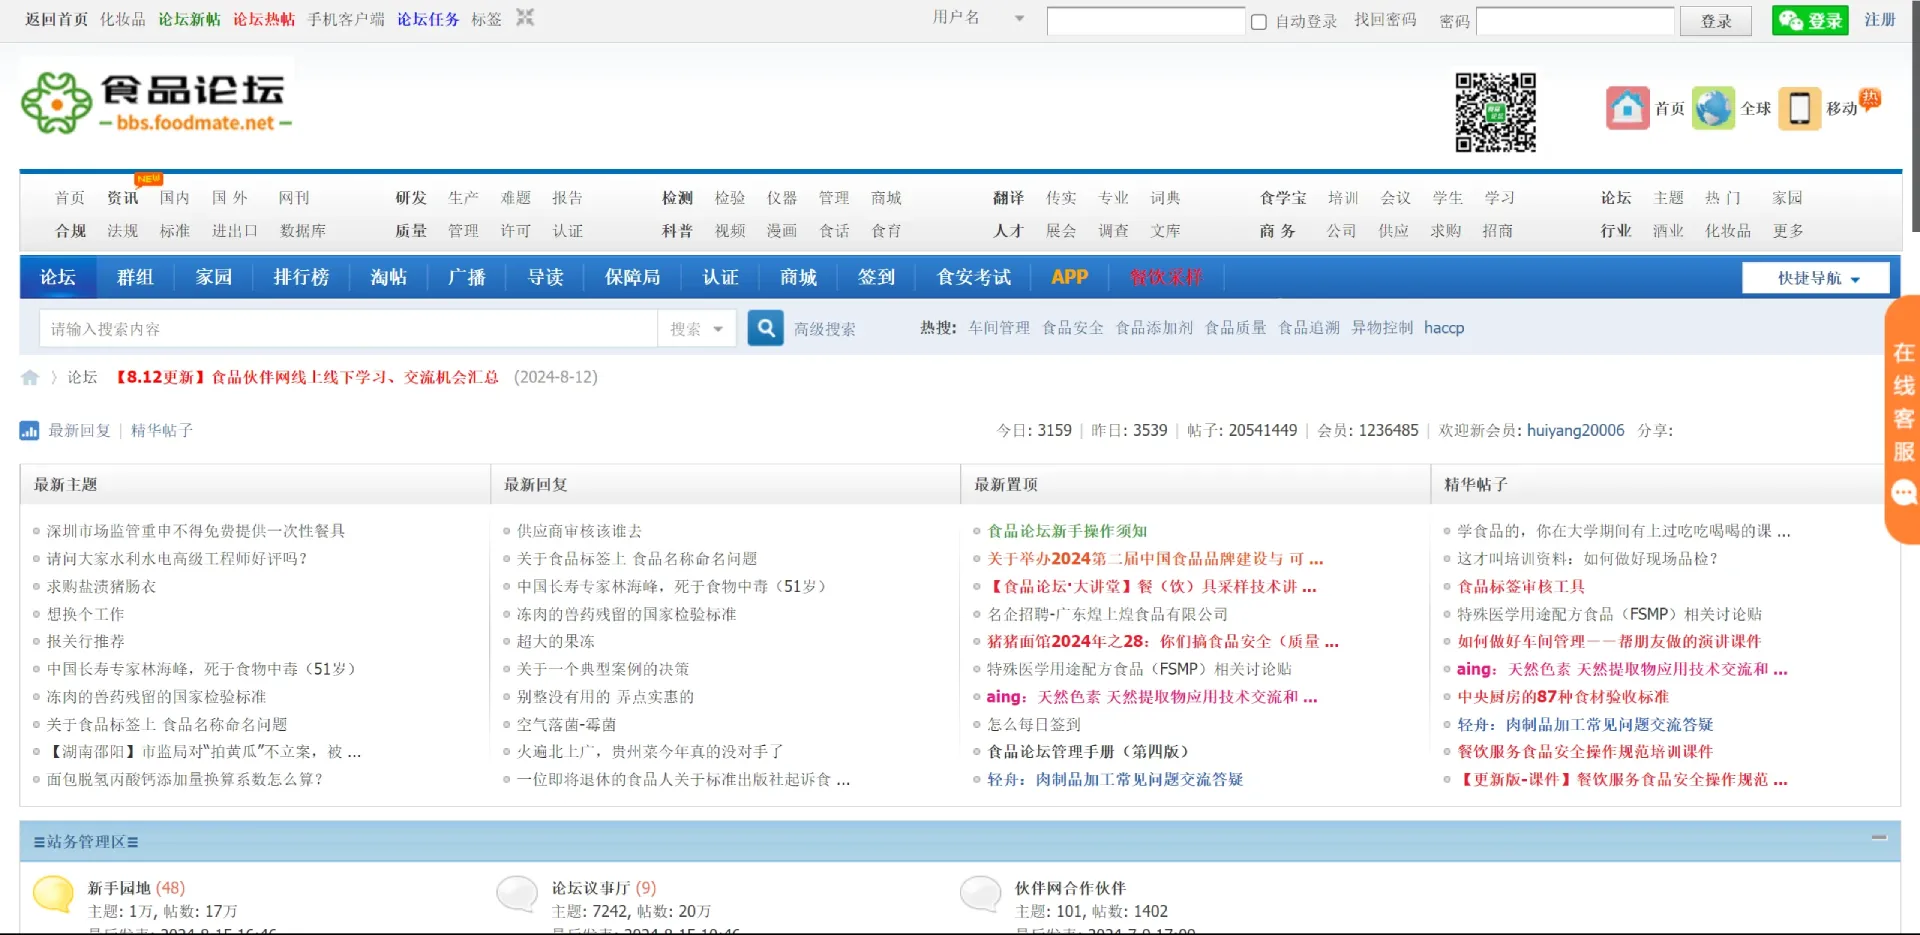 返回首页 化妆品 论坛新帖 论坛热帖 手机客户端 论坛任务 标签
用户名 自动登录 找回密码 密码 登录 登录 注册
食品论坛
bbs.foodmate.net
首页 全球 移动 热
NEW
首页 资讯 国内 国外 网刊 研发 生产 难题 报告 检测 检验 仪器 管理 商城 翻译 传实 专业 词典 食学宝 培训 会议 学生 学习 论坛 主题 热门 家园
合规 法规 标准 进出口 数据库 质量 管理 许可 认证 科普 视频 漫画 食话 食育 人才 展会 调查 文库 商务 公司 供应 求购 招商 行业 酒业 化妆品 更多
论坛 群组 家园 排行榜 淘帖 广播 导读 保障局 认证 商城 签到 食安考试 APP 餐饮采样 快捷导航
请输入搜索内容 搜索 高级搜索 热搜: 车间管理 食品安全 食品添加剂 食品质量 食品追溯 异物控制 haccp
论坛 【8.12更新】食品伙伴网线上线下学习、交流机会汇总 (2024-8-12)
最新回复 | 精华帖子
今日: 3159 | 昨日: 3539 | 帖子: 20541449 | 会员: 1236485 | 欢迎新会员: huiyang20006 分享:
最新主题
深圳市场监管重申不得免费提供一次性餐具
请问大家水利水电高级工程师好评吗？
求购盐渍猪肠衣
想换个工作
报关行推荐
中国长寿专家林海峰，死于食物中毒（51岁）
冻肉的兽药残留的国家检验标准
关于食品标签上 食品名称命名问题
【湖南邵阳】市监局对“拍黄瓜”不立案，被 ...
面包脱氢丙酸钙添加量换算系数怎么算？
最新回复
供应商审核该谁去
关于食品标签上 食品名称命名问题
中国长寿专家林海峰，死于食物中毒（51岁）
冻肉的兽药残留的国家检验标准
超大的果冻
关于一个典型案例的决策
别整没有用的 弄点实惠的
空气落菌-霉菌
火遍北上广，贵州菜今年真的没对手了
一位即将退休的食品人关于标准出版社起诉食 ...
最新置顶
食品论坛新手操作须知
关于举办2024第二届中国食品品牌建设与 可 ...
【食品论坛·大讲堂】餐（饮）具采样技术讲 ...
名企招聘-广东煌上煌食品有限公司
猪猪面馆2024年之28：你们搞食品安全（质量 ...
特殊医学用途配方食品（FSMP）相关讨论贴
aing：天然色素 天然提取物应用技术交流和 ...
怎么每日签到
食品论坛管理手册（第四版）
轻舟：肉制品加工常见问题交流答疑
精华帖子
学食品的，你在大学期间有上过吃吃喝喝的课 ...
这才叫培训资料：如何做好现场品检？
食品标签审核工具
特殊医学用途配方食品（FSMP）相关讨论贴
如何做好车间管理－－帮朋友做的演讲课件
aing：天然色素 天然提取物应用技术交流和 ...
中央厨房的87种食材验收标准
轻舟：肉制品加工常见问题交流答疑
餐饮服务食品安全操作规范培训课件
【更新版-课件】餐饮服务食品安全操作规范 ...
在线客服
≡站务管理区≡
新手园地 (48)
主题: 1万, 帖数: 17万
最后发表: 2024-8-15 16:46
论坛议事厅 (9)
主题: 7242, 帖数: 20万
最后发表: 2024-8-15 10:46
伙伴网合作伙伴
主题: 101, 帖数: 1402
最后发表: 2024-7-9 17:09